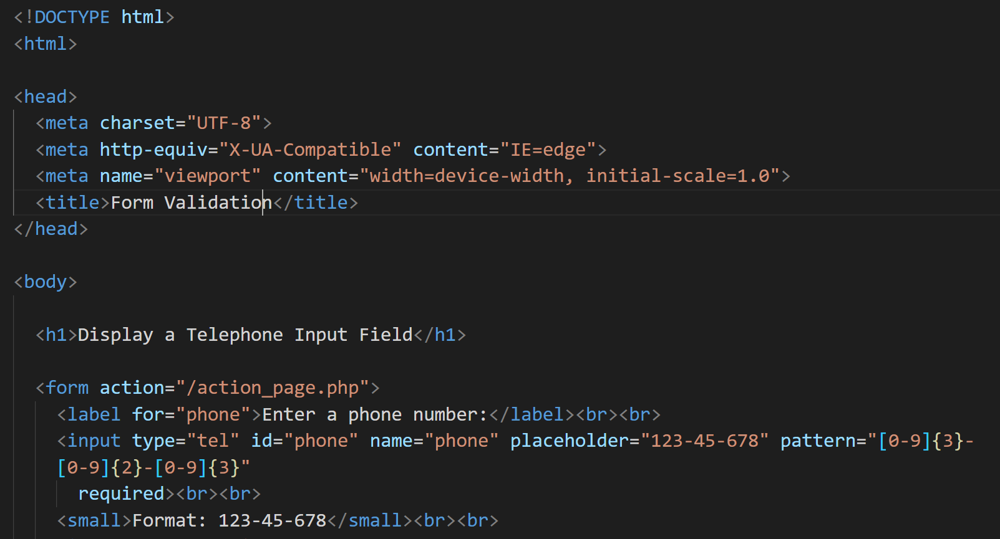 <!DOCTYPE html>
<html>
<head>
<meta charset="UTF-8">
<meta http-equiv="X-UA-Compatible" content="IE=edge">
<meta name="viewport" content="width=device-width, initial-scale=1.0">
<title>Form Validation</title>
</head>
<body>
<h1>Display a Telephone Input Field</h1>
<form action="/action_page.php">
<label for="phone">Enter a phone number:</label><br><br>
<input type="tel" id="phone" name="phone" placeholder="123-45-678" pattern="[0-9]{3}-
[0-9]{2}-[0-9]{3}"
required><br><br>
<small>Format: 123-45-678</small><br><br>